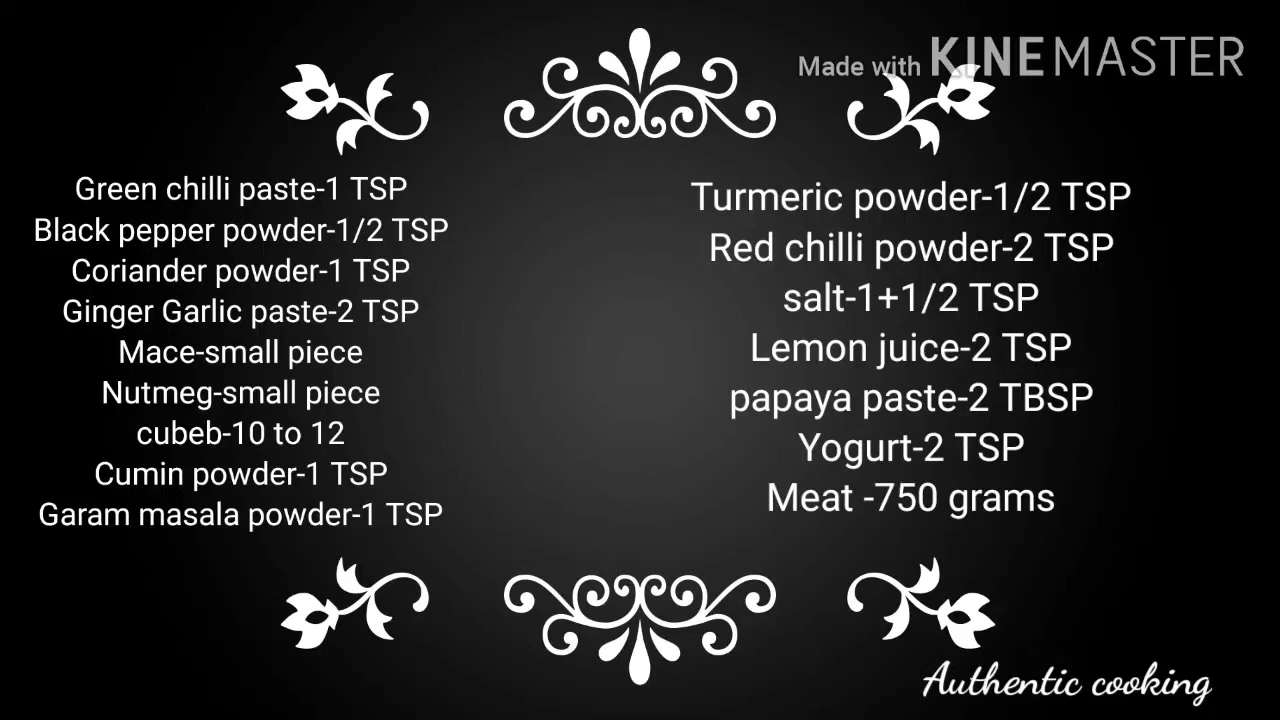 Made with KINEMASTER
Green chilli paste-1 TSP
Black pepper powder-1/2 TSP
Coriander powder-1 TSP
Ginger Garlic paste-2 TSP
Mace-small piece
Nutmeg-small piece
cubeb-10 to 12
Cumin powder-1 TSP
Garam masala powder-1 TSP
Turmeric powder-1/2 TSP
Red chilli powder-2 TSP
salt-1+1/2 TSP
Lemon juice-2 TSP
papaya paste-2 TBSP
Yogurt-2 TSP
Meat -750 grams
Authentic cooking